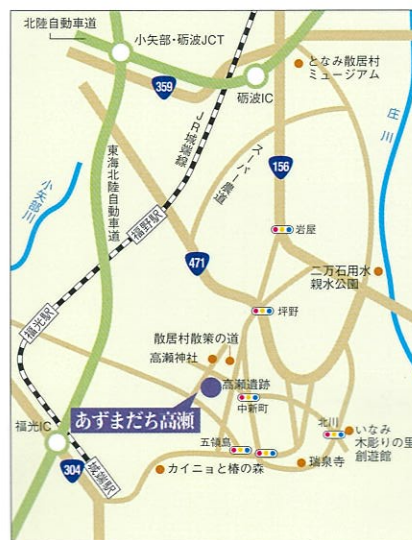 北陸自動車道
小矢部・砺波JCT
となみ散居村
ミュージアム
359
砺波IC
JR城端線
庄川
東海北陸自動車道
スーパー農道
156
小矢部川
福野駅
岩屋
471
二万石用水
親水公園
福光駅
坪野
散居村散策の道
高瀬神社
高瀬遺跡
あずまだち高瀬
中新町
福光IC
五領島
北川
いなみ
木彫りの里
創遊館
304
城端駅
カイニョと椿の森
瑞泉寺